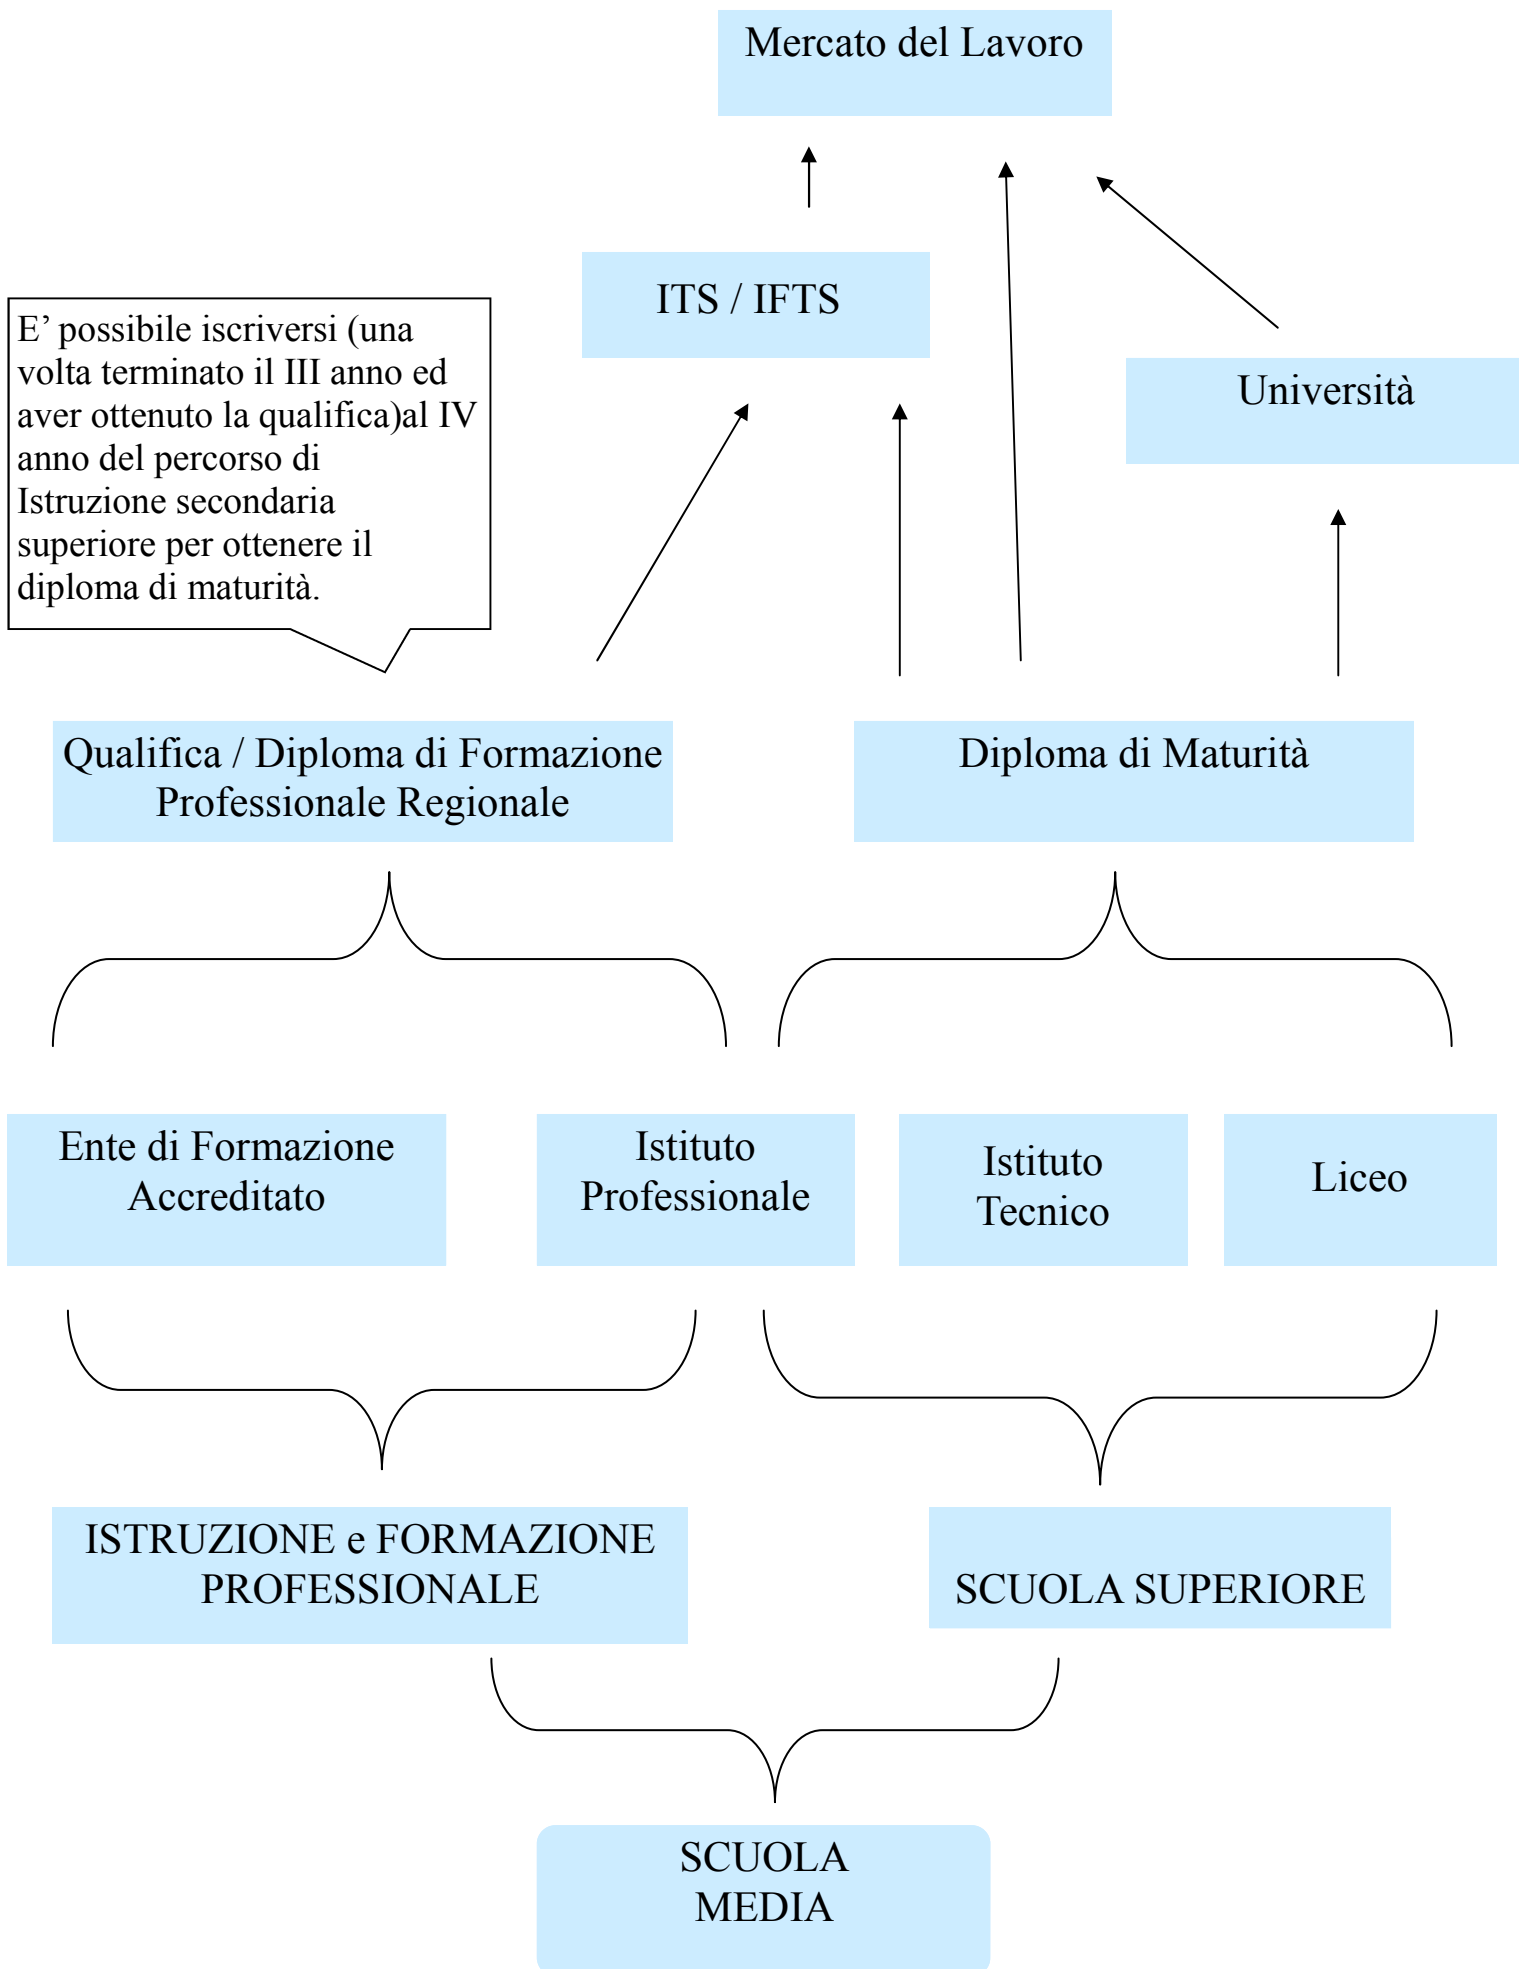 Mercato del Lavoro
ITS / IFTS
E’ possibile iscriversi (una
volta terminato il III anno ed
aver ottenuto la qualifica)al IV
anno del percorso di
Istruzione secondaria
superiore per ottenere il
diploma di maturità.
Università
Qualifica / Diploma di Formazione
Professionale Regionale
Diploma di Maturità
Ente di Formazione
Accreditato
Istituto
Professionale
Istituto
Tecnico
Liceo
ISTRUZIONE e FORMAZIONE
PROFESSIONALE
SCUOLA SUPERIORE
SCUOLA
MEDIA